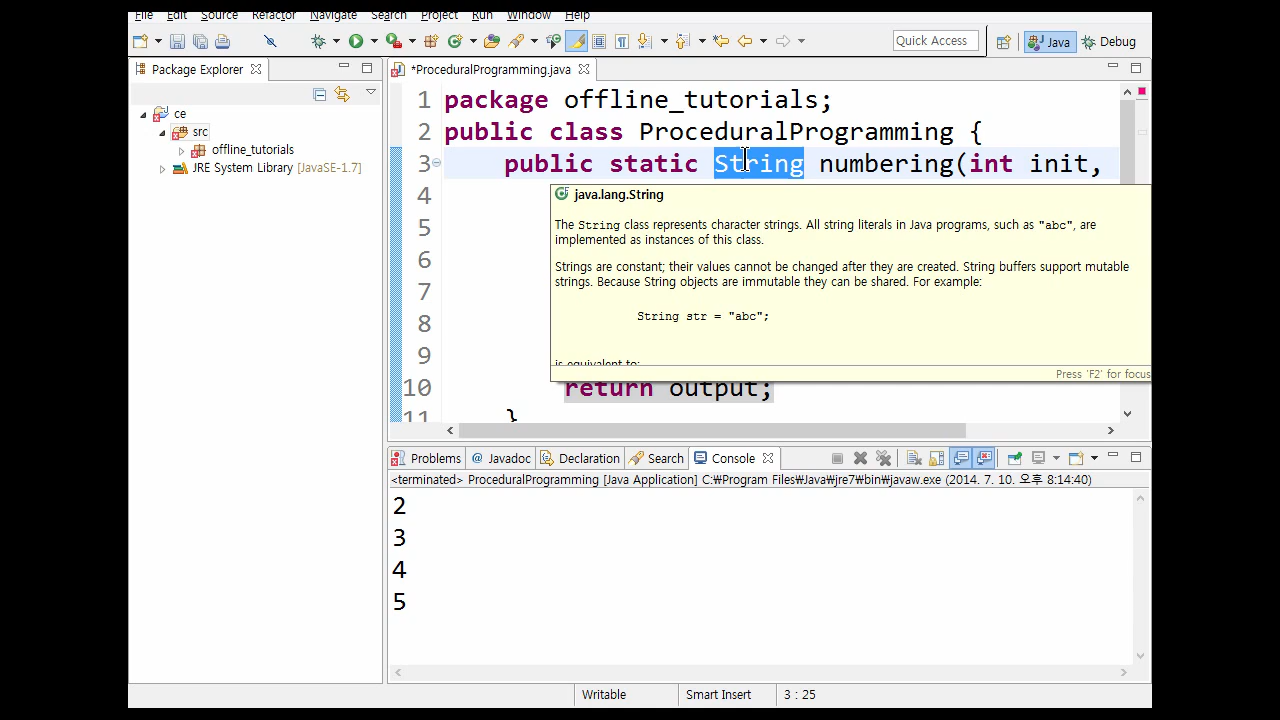 File Edit Source Refactor Navigate Search Project Run Window Help
Quick Access Java Debug
Package Explorer
*ProceduralProgramming.java
ce
src
offline_tutorials
JRE System Library [JavaSE-1.7]
1 package offline_tutorials;
2 public class ProceduralProgramming {
3 public static String numbering(int init,
4
java.lang.String
The String class represents character strings. All string literals in Java programs, such as "abc", are
implemented as instances of this class.
Strings are constant; their values cannot be changed after they are created. String buffers support mutable
strings. Because String objects are immutable they can be shared. For example:
String str = "abc";
is equivalent to:
Press 'F2' for focus
5
6
7
8
9
10 return output;
11 }
Problems @ Javadoc Declaration Search Console
<terminated> ProceduralProgramming [Java Application] C:₩Program Files₩Java₩jre7₩bin₩javaw.exe (2014. 7. 10. 오후 8:14:40)
2
3
4
5
Writable Smart Insert 3 : 25